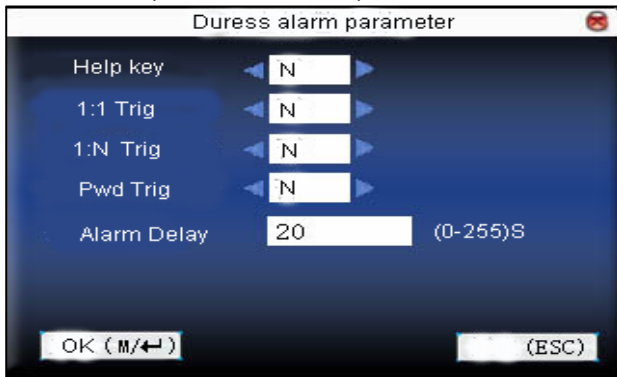 Duress alarm parameter
Help key N
1:1 Trig N
1:N Trig N
Pwd Trig N
Alarm Delay 20 (0-255)S
OK (M/↵) (ESC)